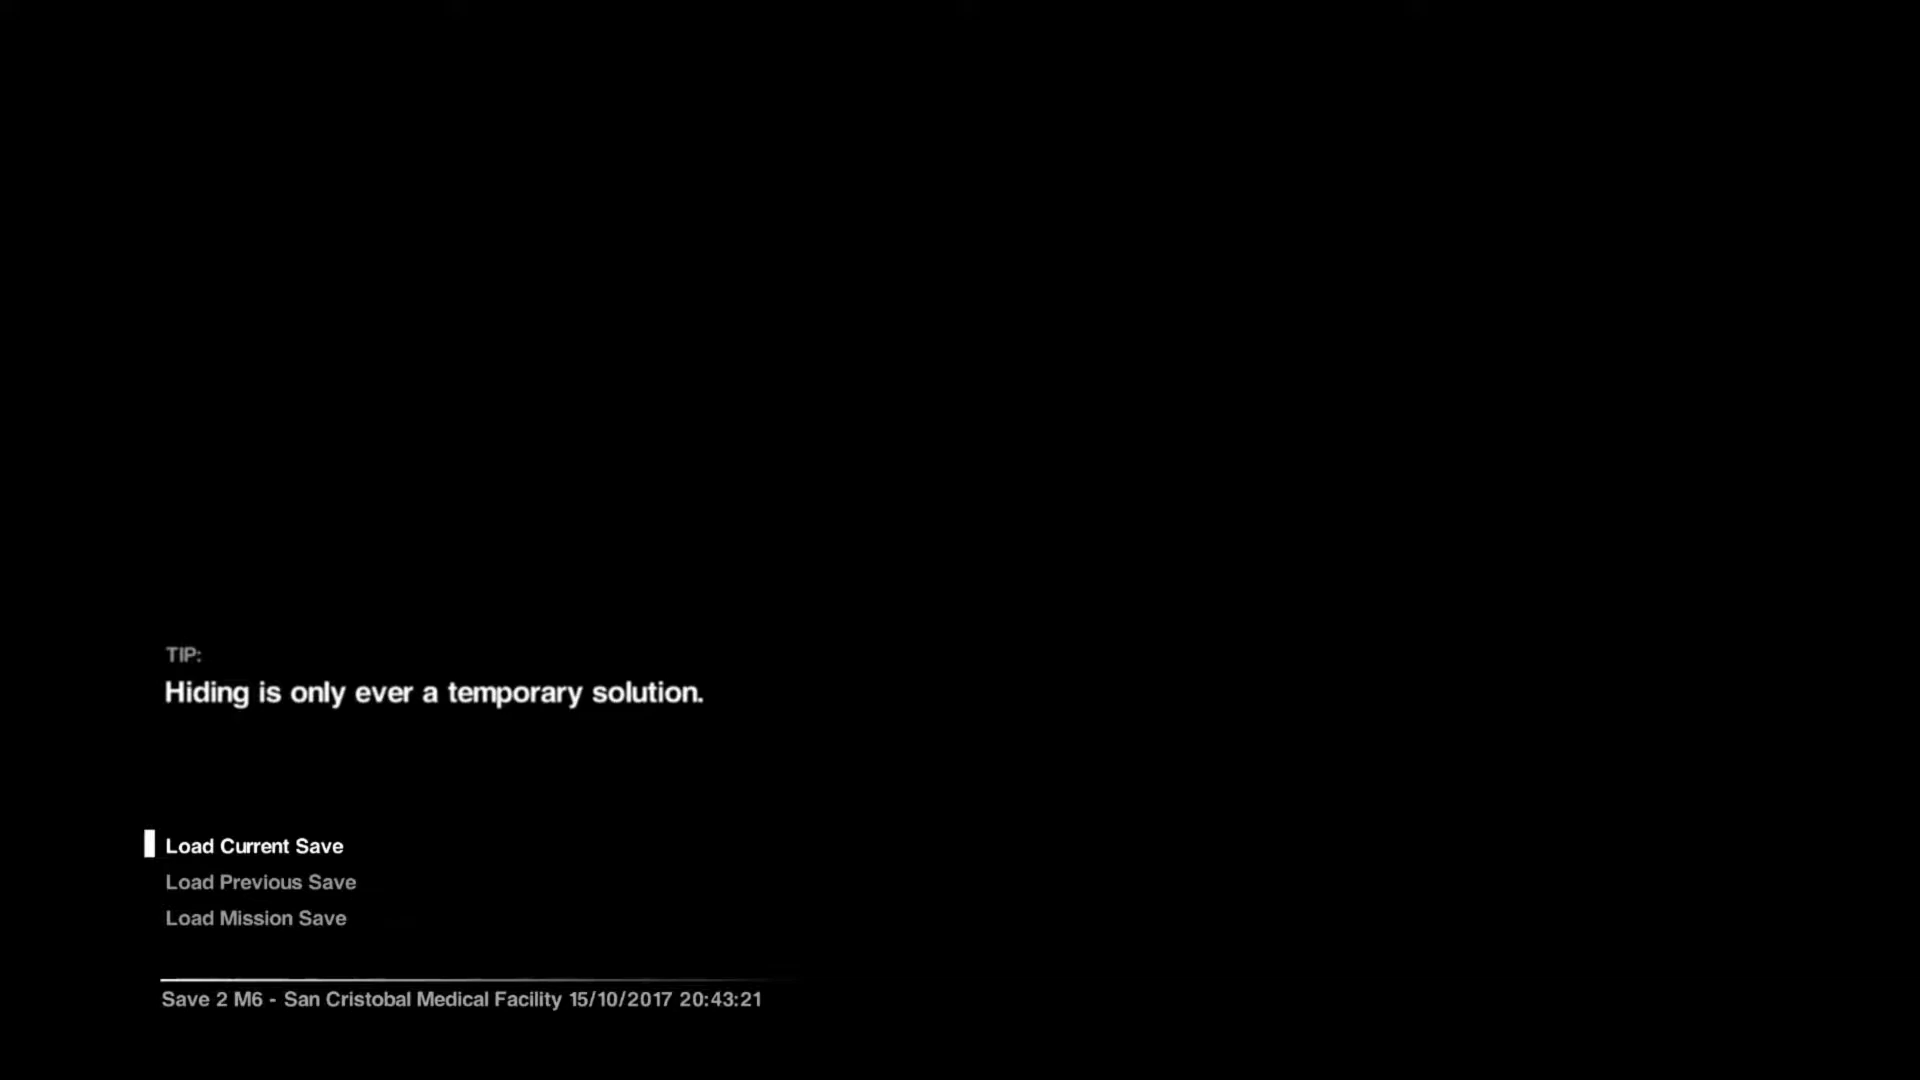 TIP:
Hiding is only ever a temporary solution.
Load Current Save
Load Previous Save
Load Mission Save
Save 2 M6 - San Cristobal Medical Facility 15/10/2017 20:43:21